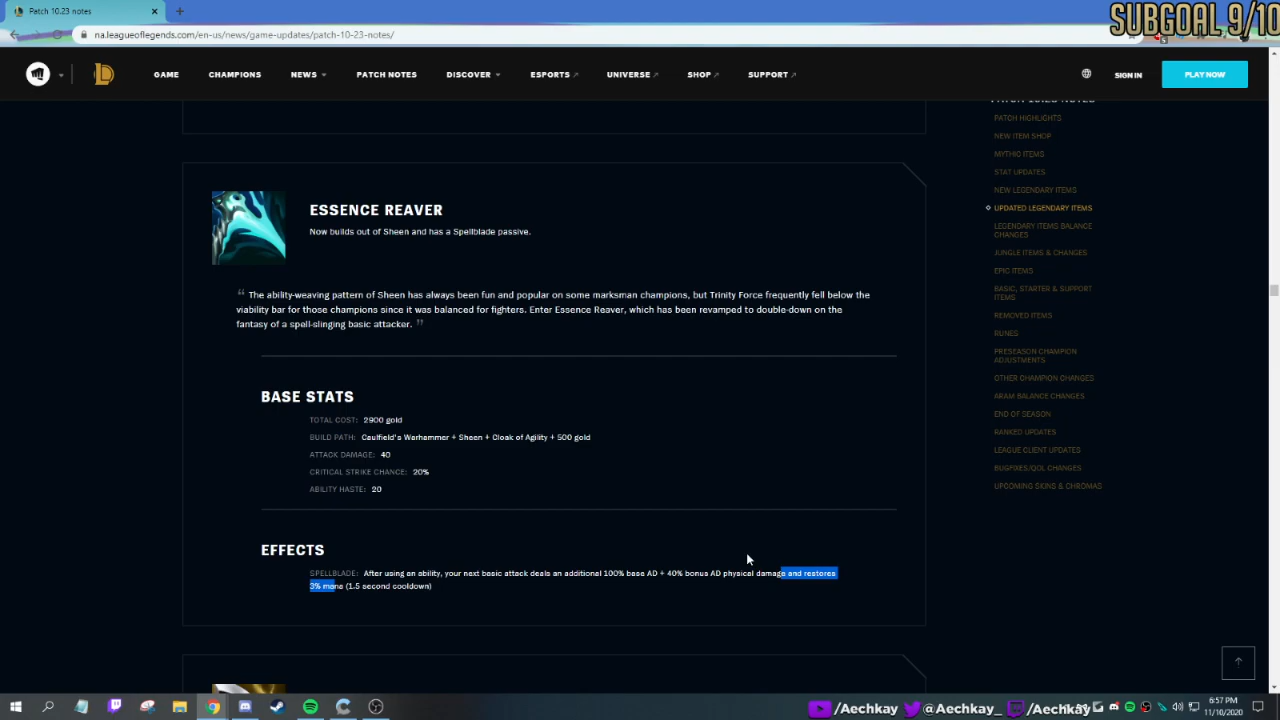 Patch 10.23 notes
SUBGOAL 9/10
na.leagueoflegends.com/en-us/news/game-updates/patch-10-23-notes/
GAME CHAMPIONS NEWS PATCH NOTES DISCOVER ESPORTS UNIVERSE SHOP SUPPORT SIGN IN PLAY NOW
PATCH 10.23 NOTES
PATCH HIGHLIGHTS
NEW ITEM SHOP
MYTHIC ITEMS
STAT UPDATES
NEW LEGENDARY ITEMS
UPDATED LEGENDARY ITEMS
LEGENDARY ITEMS BALANCE
CHANGES
JUNGLE ITEMS & CHANGES
EPIC ITEMS
BASIC, STARTER & SUPPORT
ITEMS
REMOVED ITEMS
RUNES
PRESEASON CHAMPION
ADJUSTMENTS
OTHER CHAMPION CHANGES
ARAM BALANCE CHANGES
END OF SEASON
RANKED UPDATES
LEAGUE CLIENT UPDATES
BUGFIXES/QOL CHANGES
UPCOMING SKINS & CHROMAS
ESSENCE REAVER
Now builds out of Sheen and has a Spellblade passive.
" The ability-weaving pattern of Sheen has always been fun and popular on some marksman champions, but Trinity Force frequently fell below the
viability bar for those champions since it was balanced for fighters. Enter Essence Reaver, which has been revamped to double-down on the
fantasy of a spell-slinging basic attacker. "
BASE STATS
TOTAL COST: 2900 gold
BUILD PATH: Caulfield's Warhammer + Sheen + Cloak of Agility + 500 gold
ATTACK DAMAGE: 40
CRITICAL STRIKE CHANCE: 20%
ABILITY HASTE: 20
EFFECTS
SPELLBLADE: After using an ability, your next basic attack deals an additional 100% base AD + 40% bonus AD physical damage and restores
3% mana (1.5 second cooldown)
/Aechkay @Aechkay_ /Aechkay
6:57 PM
11/10/2020